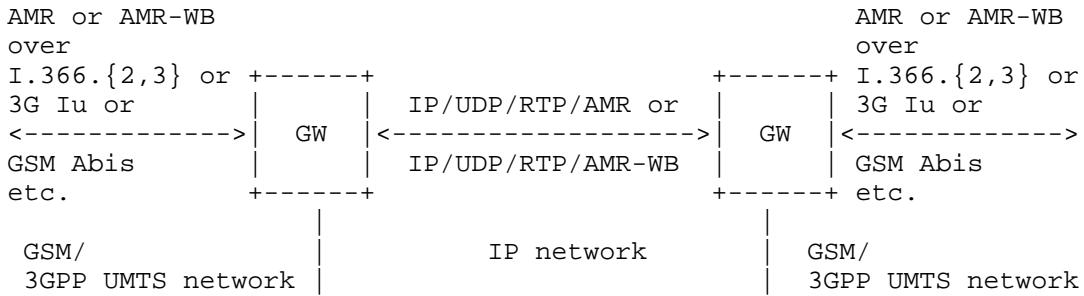 AMR or AMR-WB                                        AMR or AMR-WB
over                                                 over
I.366.{2,3} or +------+                      +------+ I.366.{2,3} or
3G Iu or       |      |  IP/UDP/RTP/AMR or   |      | 3G Iu or
<------------->|  GW  |<-------------------->|  GW  |<------------->
GSM Abis       |      |  IP/UDP/RTP/AMR-WB   |      | GSM Abis
etc.           +------+                      +------+ etc.
                   |                             |
 GSM/              |         IP network          |  GSM/
 3GPP UMTS network |                             |  3GPP UMTS network